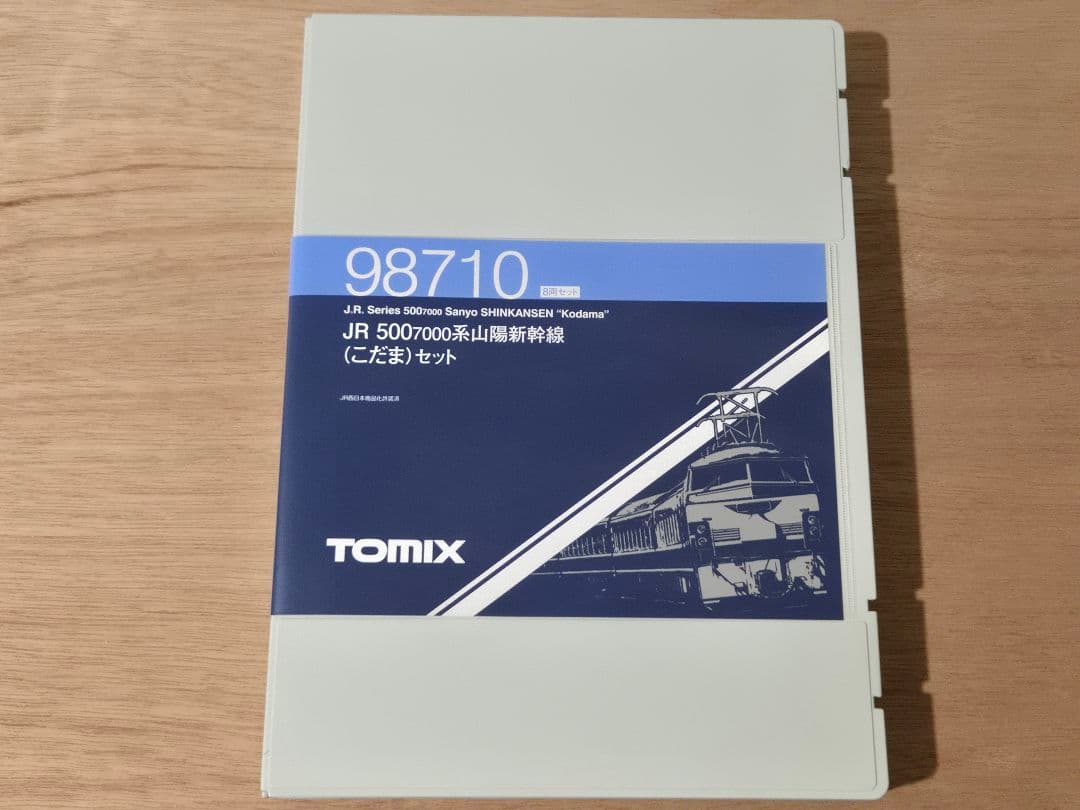 98710 8両セット
J.R. Series 5007000 Sanyo SHINKANSEN "Kodama"
JR 5007000系山陽新幹線
(こだま)セット
JR西日本商品化許諾済
TOMIX